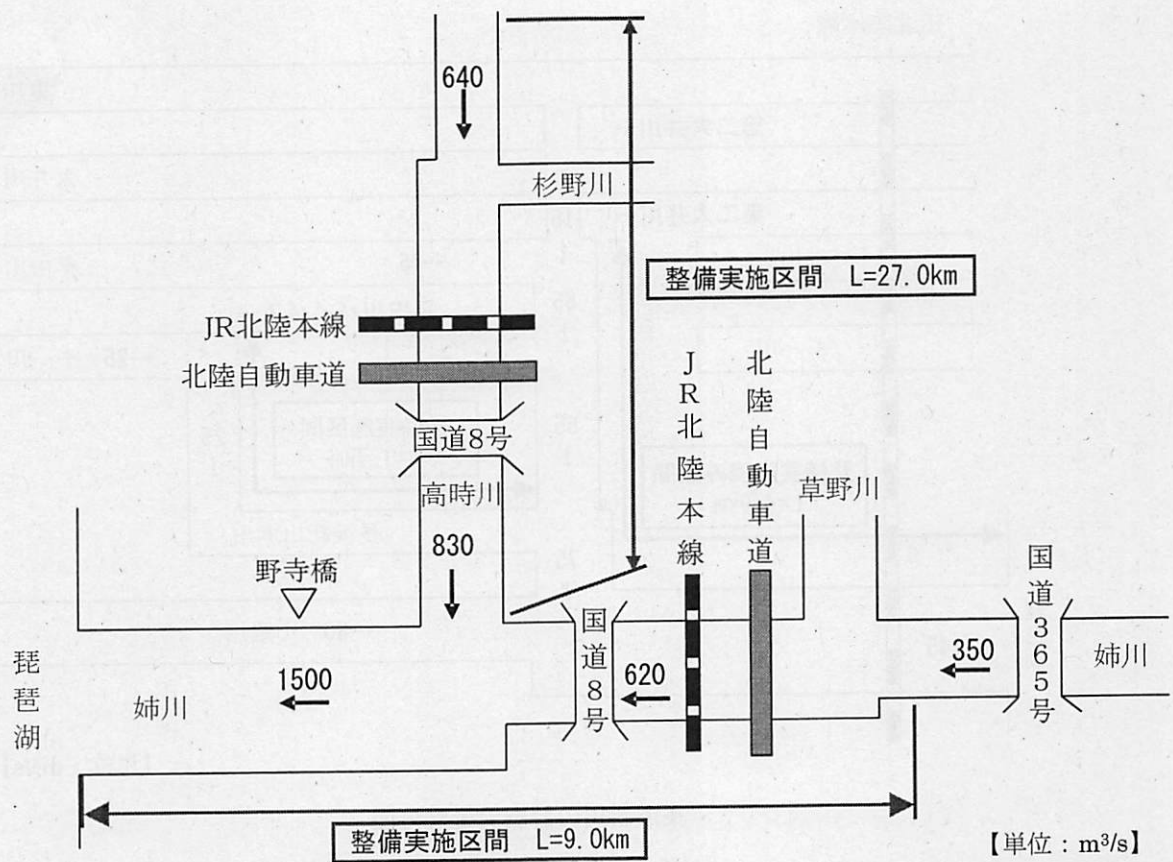 640
杉野川
整備実施区間 L=27.0km
JR北陸本線
北陸自動車道
国道8号
高時川
830
野寺橋
JR北陸本線
北陸自動車道
草野川
国道365号
国道8号
琵琶湖
姉川
1500
620
350
姉川
整備実施区間 L=9.0km
【単位：m³/s】